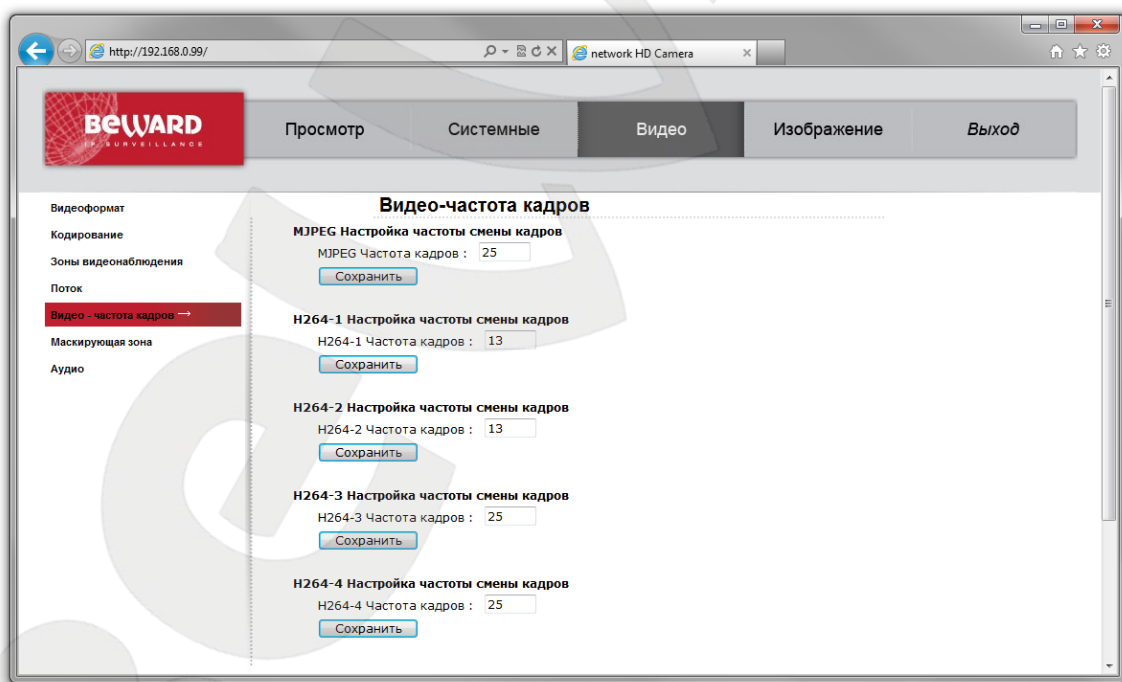 http://192.168.0.99/
network HD Camera
BEWARD
IP SURVEILLANCE
Просмотр
Системные
Видео
Изображение
Выход
Видеоформат
Кодирование
Зоны видеонаблюдения
Поток
Видео - частота кадров →
Маскирующая зона
Аудио
Видео-частота кадров
MJPEG Настройка частоты смены кадров
MJPEG Частота кадров : 25
Сохранить
H264-1 Настройка частоты смены кадров
H264-1 Частота кадров : 13
Сохранить
H264-2 Настройка частоты смены кадров
H264-2 Частота кадров : 13
Сохранить
H264-3 Настройка частоты смены кадров
H264-3 Частота кадров : 25
Сохранить
H264-4 Настройка частоты смены кадров
H264-4 Частота кадров : 25
Сохранить